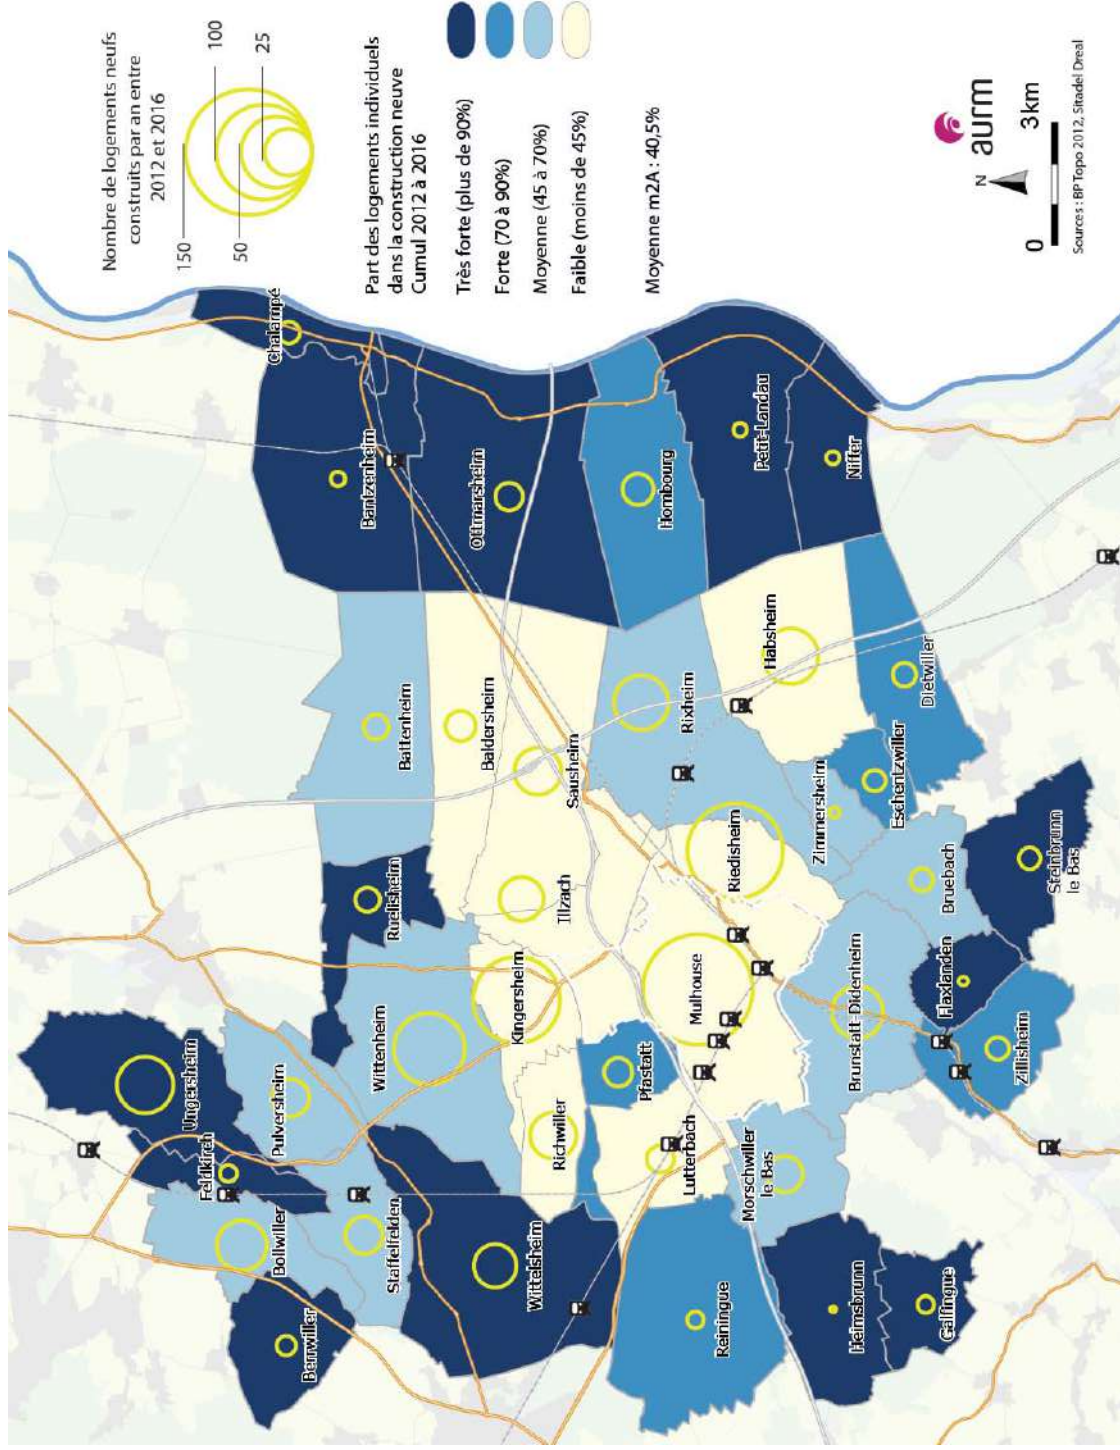 Nombre de logements neufs
construits par an entre
2012 et 2016
150
100
50
25
Part des logements individuels
dans la construction neuve
Cumul 2012 à 2016
Très forte (plus de 90%)
Forte (70 à 90%)
Moyenne (45 à 70%)
Faible (moins de 45%)
Moyenne m2A : 40,5%
N
aurm
0
3km
Sources : BP Topo 2012, Sitadel Dreal
Chalampé
Bantzenheim
Ottmarsheim
Hombourg
Petit-Landau
Niffer
Battenheim
Baldersheim
Sausheim
Rixheim
Habsheim
Dietwiller
Eschentzwiller
Zimmersheim
Ruelisheim
Illzach
Riedisheim
Bruebach
Steinbrunn
le Bas
Ungersheim
Pulversheim
Wittenheim
Kingersheim
Mulhouse
Brunstatt-Didenheim
Flaxlanden
Zillisheim
Feldkirch
Bollwiller
Staffelfelden
Richwiller
Pfastatt
Lutterbach
Morschwiller
le Bas
Berrwiller
Wittelsheim
Reiningue
Heimsbrunn
Galfingue